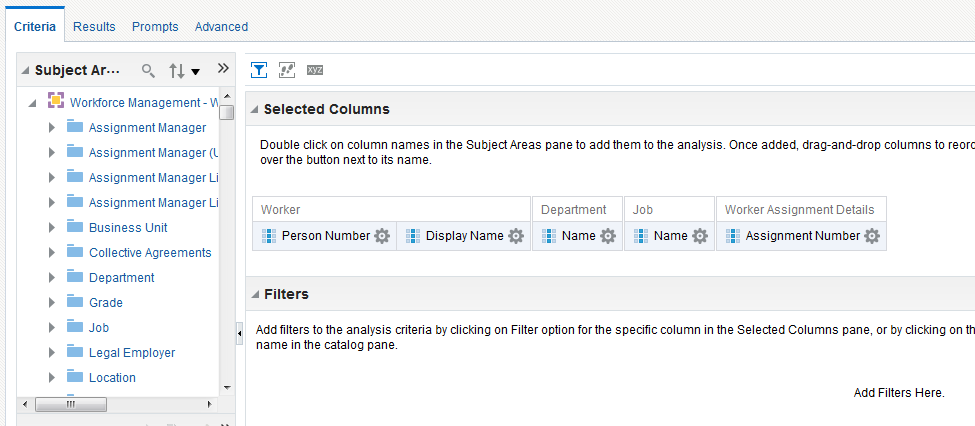 Criteria Results Prompts Advanced
Subject Ar...
Workforce Management - W
Assignment Manager
Assignment Manager (U
Assignment Manager Li
Assignment Manager Li
Business Unit
Collective Agreements
Department
Grade
Job
Legal Employer
Location
xyz
Selected Columns
Double click on column names in the Subject Areas pane to add them to the analysis. Once added, drag-and-drop columns to reord
over the button next to its name.
Worker Department Job Worker Assignment Details
Person Number Display Name Name Name Assignment Number
Filters
Add filters to the analysis criteria by clicking on Filter option for the specific column in the Selected Columns pane, or by clicking on th
name in the catalog pane.
Add Filters Here.